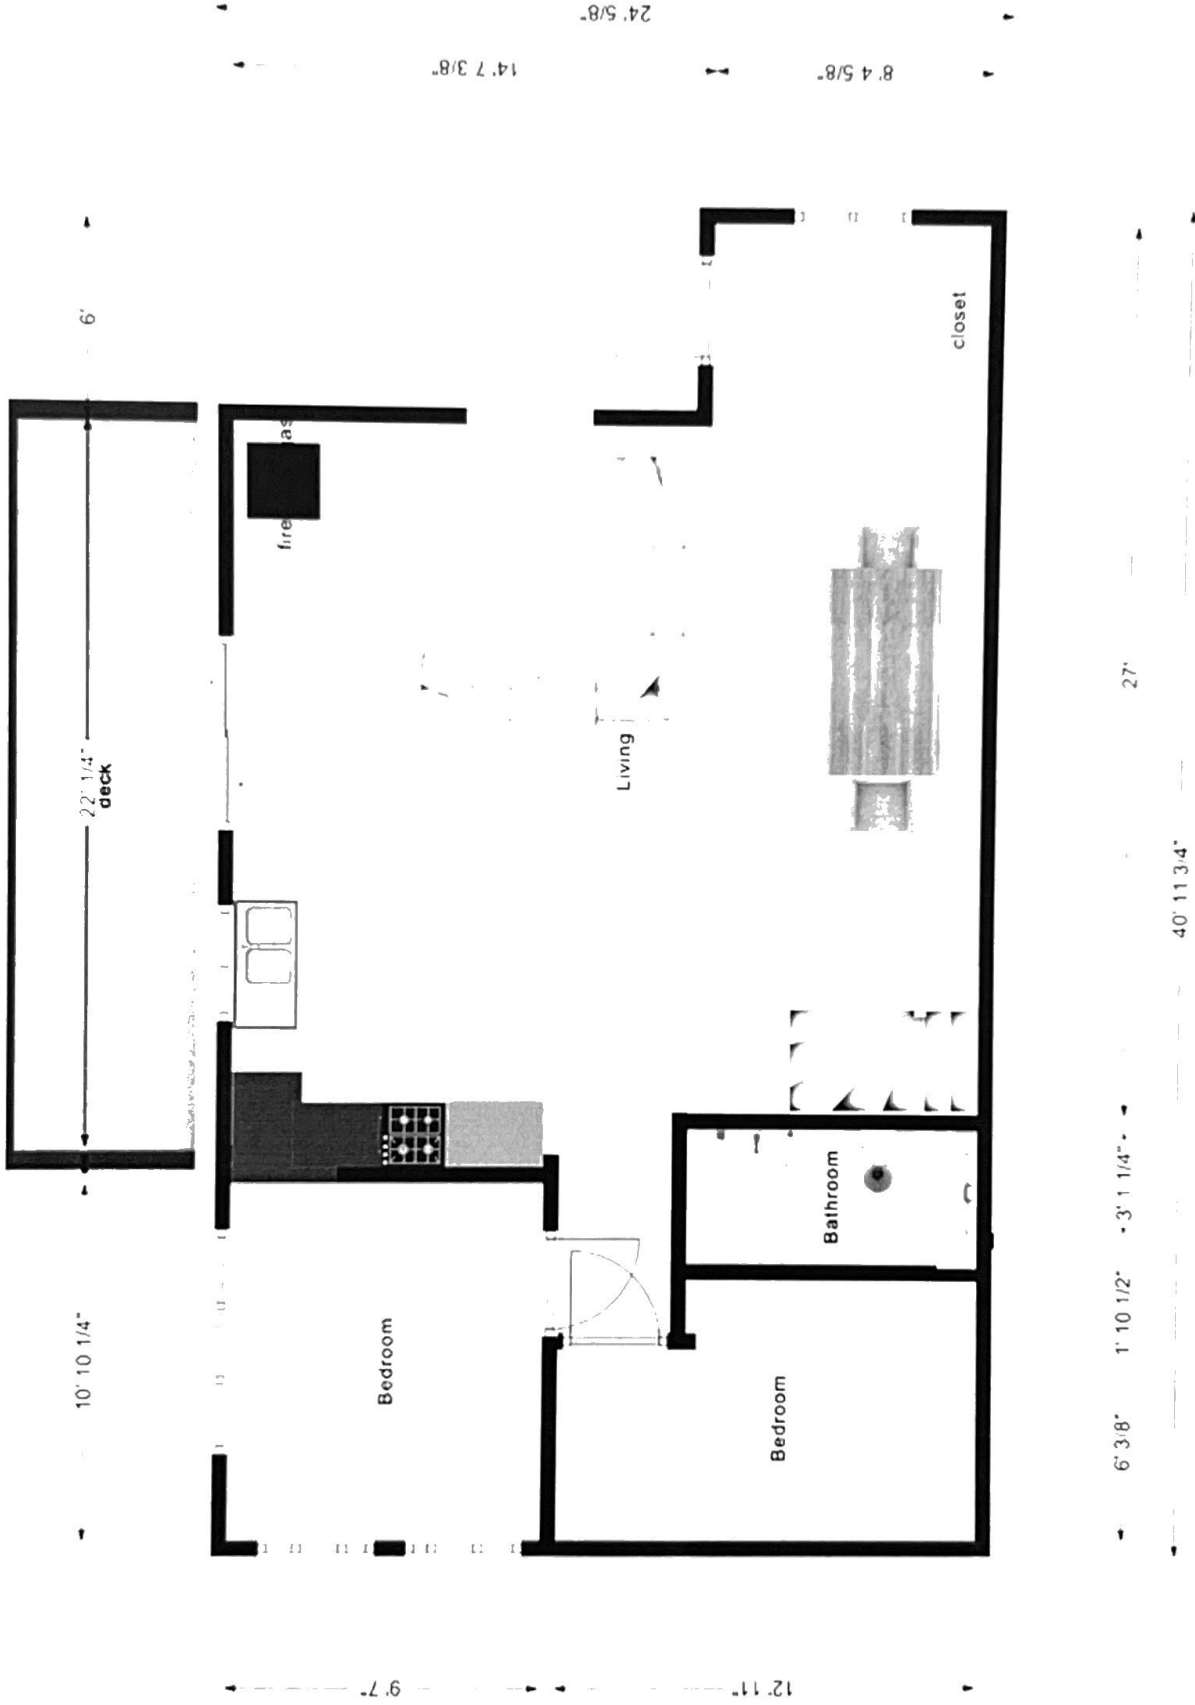 24' 5/8"
14' 7 3/8"
8' 4 5/8"
6'
closet
fire as
22' 1/4"
deck
Living
27'
40' 11 3/4"
Bathroom
3' 1 1/4"
1' 10 1/2"
10' 10 1/4"
Bedroom
Bedroom
6' 3/8"
9'7"
12' 11"